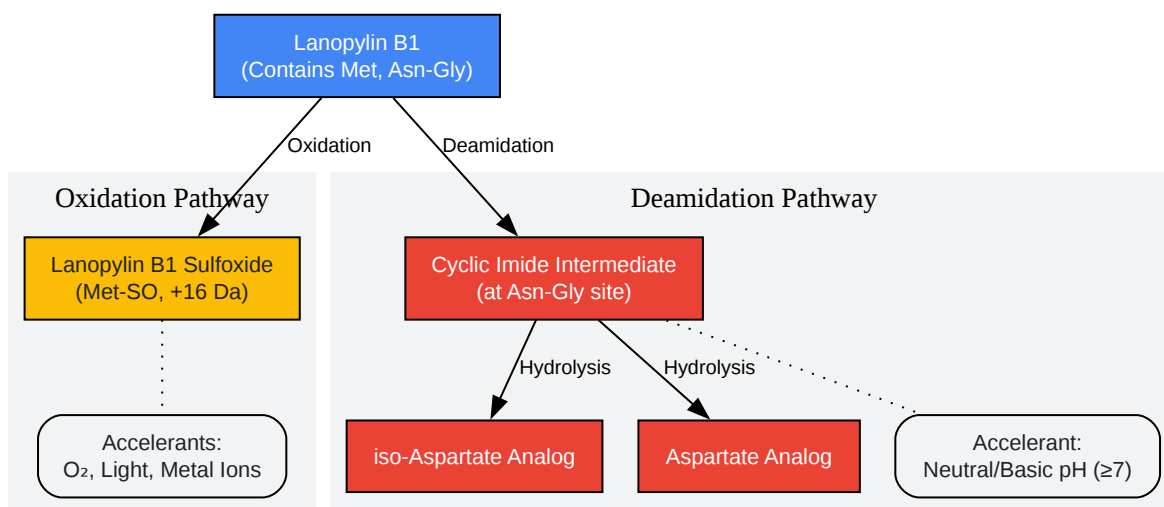 Lanopylin B1
(Contains Met, Asn-Gly)
Oxidation
Deamidation
Oxidation Pathway
Deamidation Pathway
Lanopylin B1 Sulfoxide
(Met-SO, +16 Da)
Cyclic Imide Intermediate
(at Asn-Gly site)
Hydrolysis
Hydrolysis
Accelerants:
O₂, Light, Metal Ions
iso-Aspartate Analog
Aspartate Analog
Accelerant:
Neutral/Basic pH (≥7)